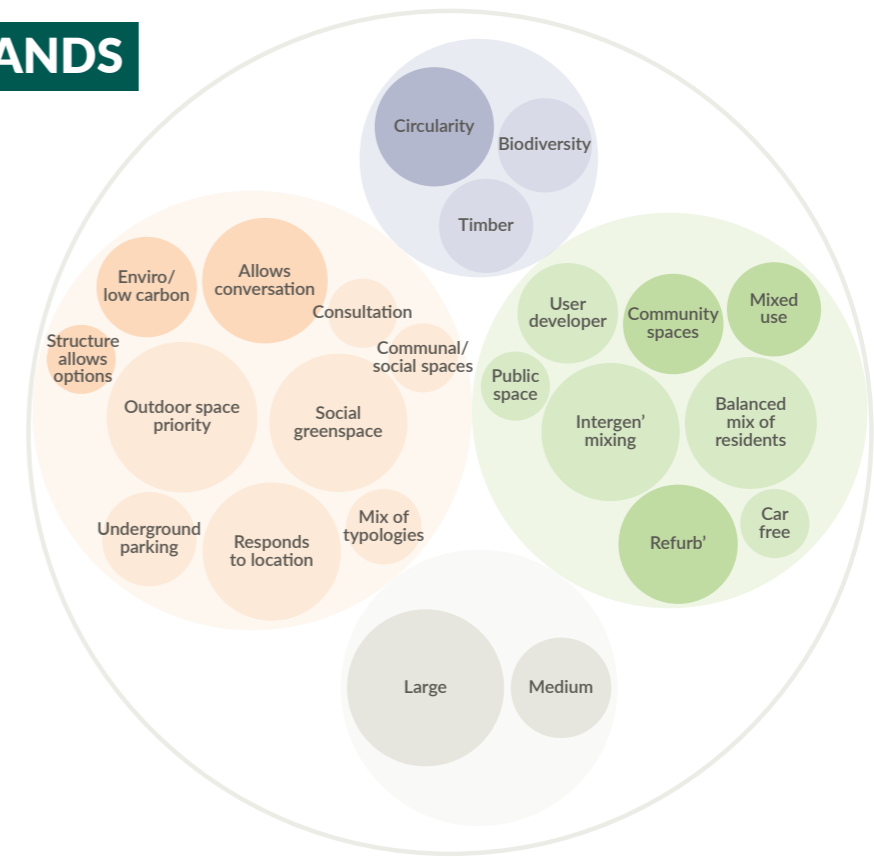 ANDS
Circularity
Biodiversity
Timber
Enviro/
low carbon
Allows
conversation
Consultation
Structure
allows
options
Communal/
social spaces
Outdoor space
priority
Social
greenspace
Underground
parking
Responds
to location
Mix of
typologies
User
developer
Community
spaces
Mixed
use
Public
space
Intergen’
mixing
Balanced
mix of
residents
Refurb’
Car
free
Large
Medium